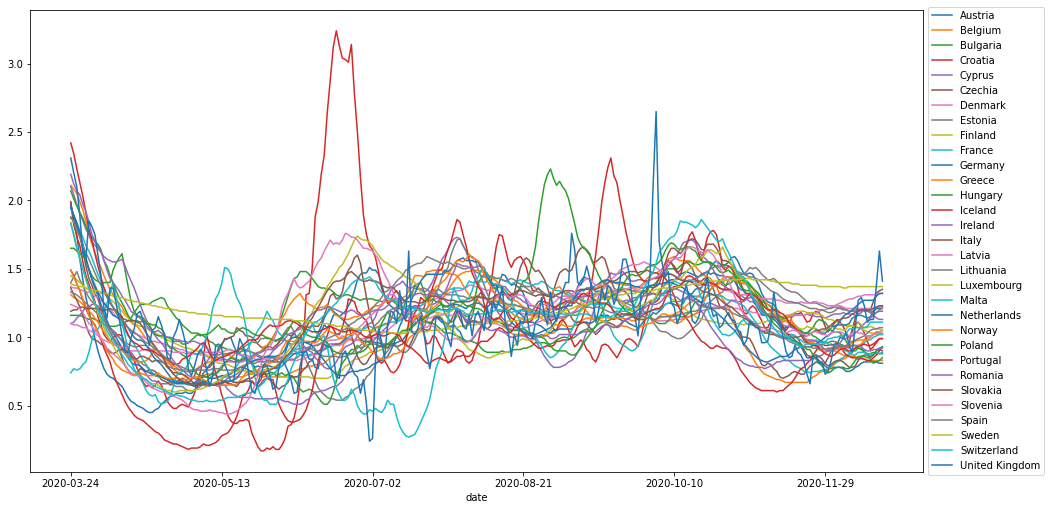 3.0
2.5
2.0
1.5
1.0
0.5
2020-03-24
2020-05-13
2020-07-02
2020-08-21
2020-10-10
2020-11-29
date
Austria
Belgium
Bulgaria
Croatia
Cyprus
Czechia
Denmark
Estonia
Finland
France
Germany
Greece
Hungary
Iceland
Ireland
Italy
Latvia
Lithuania
Luxembourg
Malta
Netherlands
Norway
Poland
Portugal
Romania
Slovakia
Slovenia
Spain
Sweden
Switzerland
United Kingdom